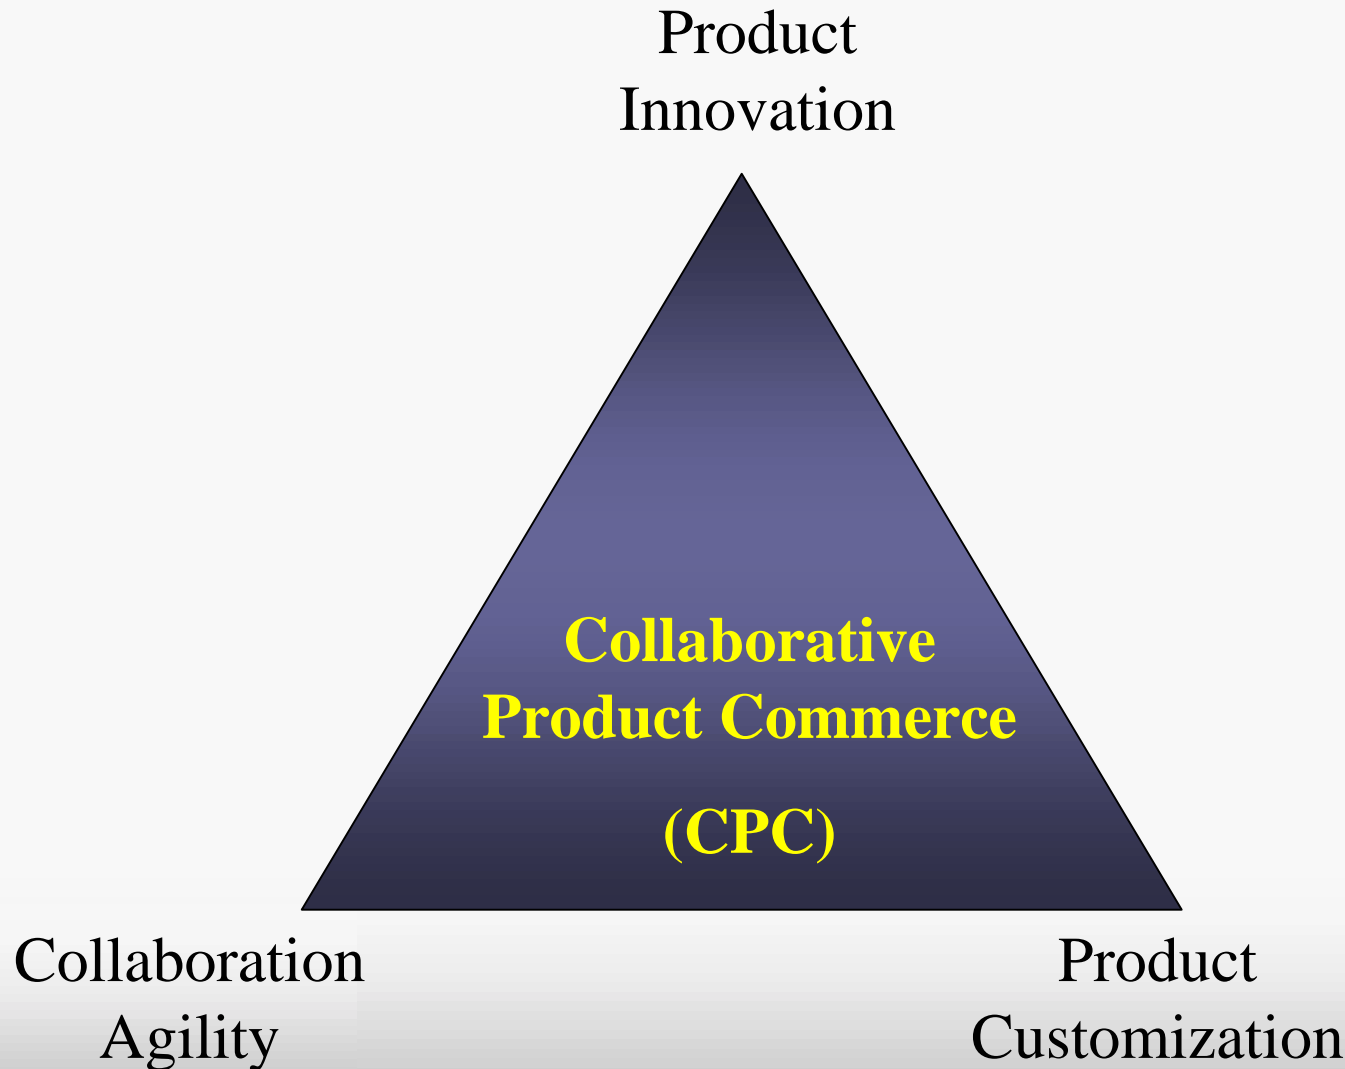 Product
Innovation
Collaborative
Product Commerce
(CPC)
Collaboration
Agility
Product
Customization